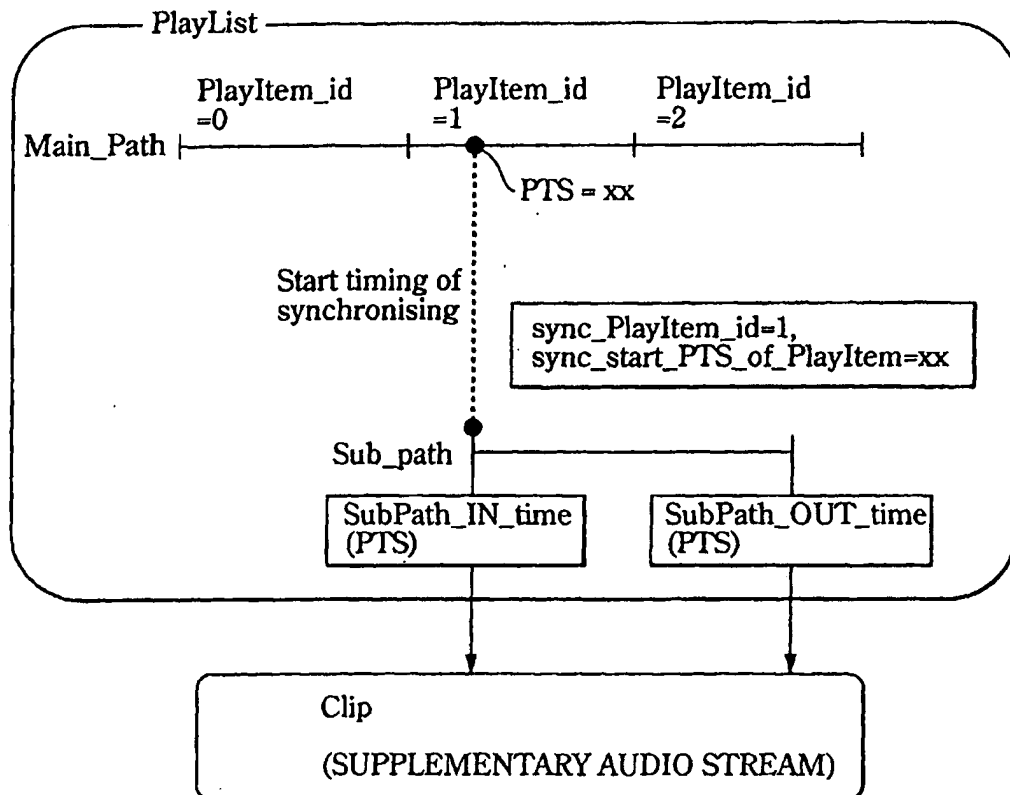 PlayList
PlayItem_id
=0
PlayItem_id
=1
PlayItem_id
=2
Main_Path
PTS = xx
Start timing of
synchronising
sync_PlayItem_id=1,
sync_start_PTS_of_PlayItem=xx
Sub_path
SubPath_IN_time
(PTS)
SubPath_OUT_time
(PTS)
Clip
(SUPPLEMENTARY AUDIO STREAM)